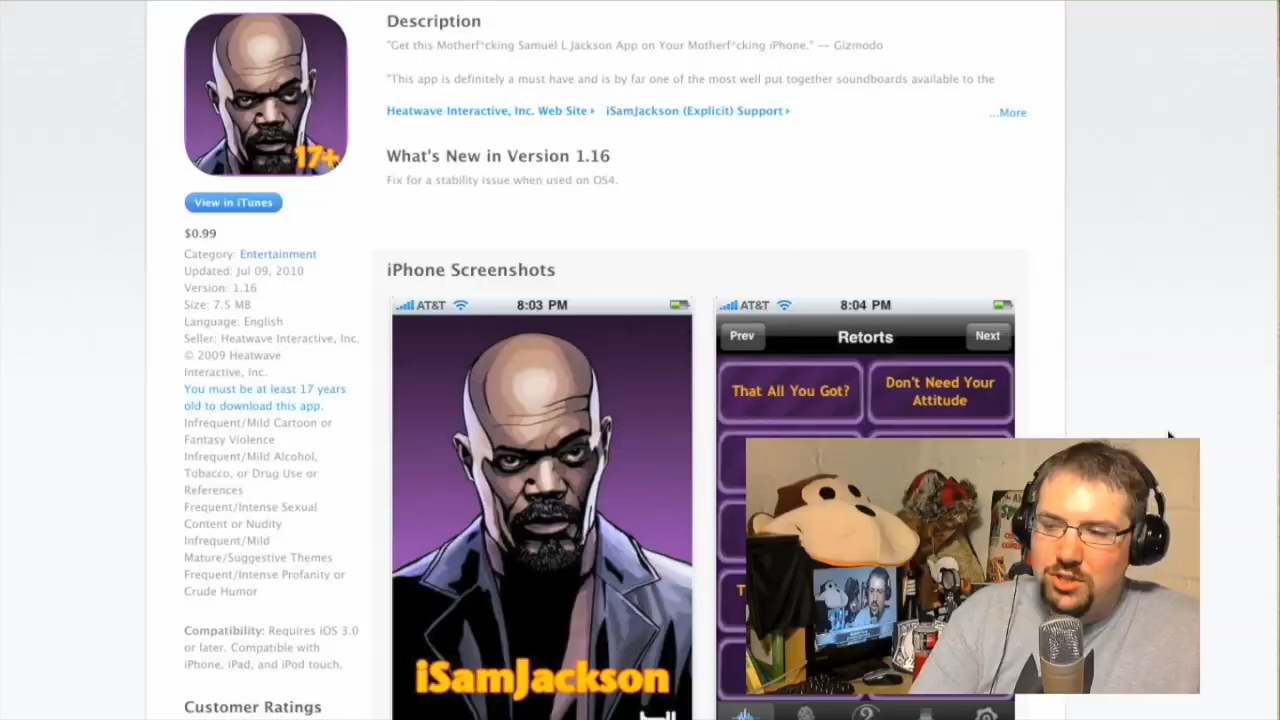 17+
View in iTunes
$0.99
Category: Entertainment
Updated: Jul 09, 2010
Version: 1.16
Size: 7.5 MB
Language: English
Seller: Heatwave Interactive, Inc.
© 2009 Heatwave
Interactive, Inc.
You must be at least 17 years
old to download this app.
Infrequent/Mild Cartoon or
Fantasy Violence
Infrequent/Mild Alcohol,
Tobacco, or Drug Use or
References
Frequent/Intense Sexual
Content or Nudity
Infrequent/Mild
Mature/Suggestive Themes
Frequent/Intense Profanity or
Crude Humor
Compatibility: Requires iOS 3.0
or later. Compatible with
iPhone, iPad, and iPod touch.
Customer Ratings
Description
"Get this Motherf*cking Samuel L Jackson App on Your Motherf*cking iPhone." -- Gizmodo
"This app is definitely a must have and is by far one of the most well put together soundboards available to the
Heatwave Interactive, Inc. Web Site
iSamJackson (Explicit) Support
...More
What's New in Version 1.16
Fix for a stability issue when used on OS4.
iPhone Screenshots
AT&T 8:03 PM
iSamJackson
AT&T 8:04 PM
Prev Retorts Next
That All You Got?
Don't Need Your
Attitude